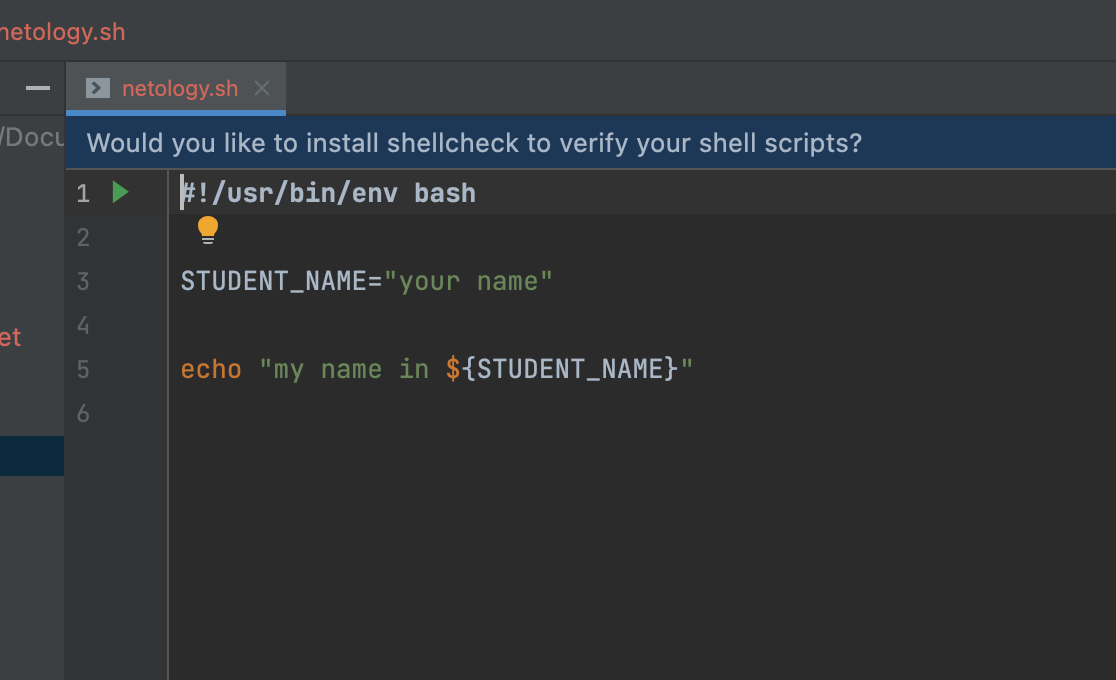 netology.sh
netology.sh
/Docu
Would you like to install shellcheck to verify your shell scripts?
1 #!/usr/bin/env bash
2
3 STUDENT_NAME="your name"
4
et
5 echo "my name in ${STUDENT_NAME}"
6